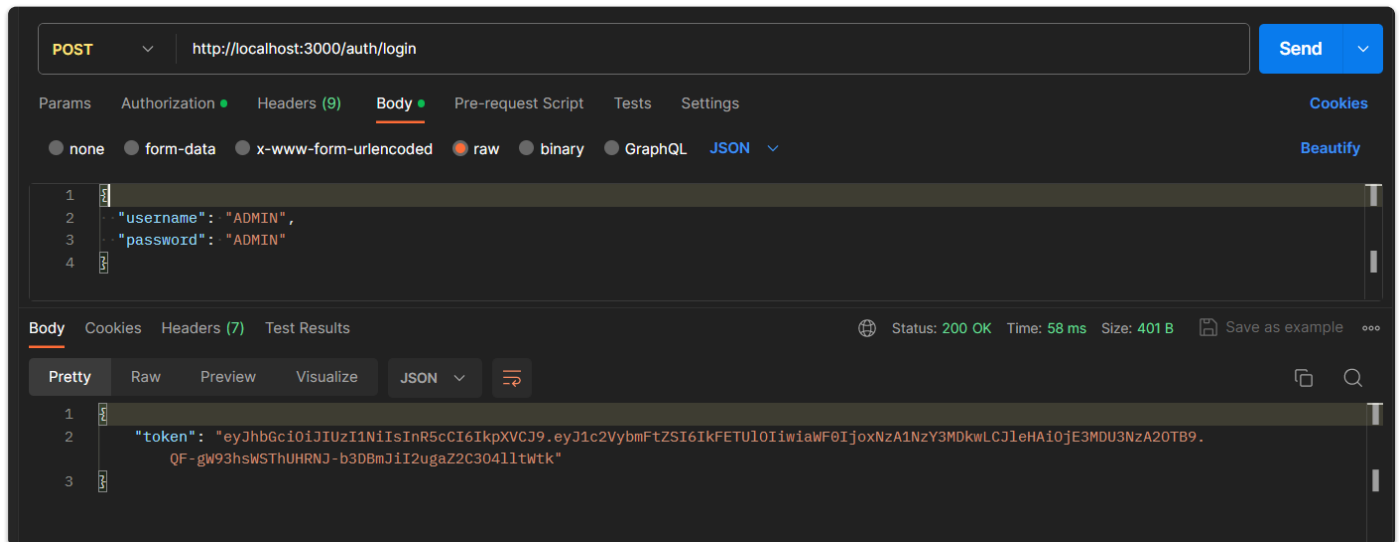 POST http://localhost:3000/auth/login Send
Params Authorization Headers (9) Body Pre-request Script Tests Settings Cookies
none form-data x-www-form-urlencoded raw binary GraphQL JSON Beautify
1 {
2 "username": "ADMIN",
3 "password": "ADMIN"
4 }
Body Cookies Headers (7) Test Results Status: 200 OK Time: 58 ms Size: 401 B Save as example
Pretty Raw Preview Visualize JSON
1 {
2 "token": "eyJhbGciOiJIUzI1NiIsInR5cCI6IkpXVCJ9.eyJ1c2VybmFtZSI6IkFETUlOIiwiaWF0IjoxNzA1NzY3MDkwLCJleHAiOjE3MDU3NzA2OTB9.
QF-gW93hsWSThUHRNJ-b3DBmJiI2ugaZ2C3O4lltWtk"
3 }